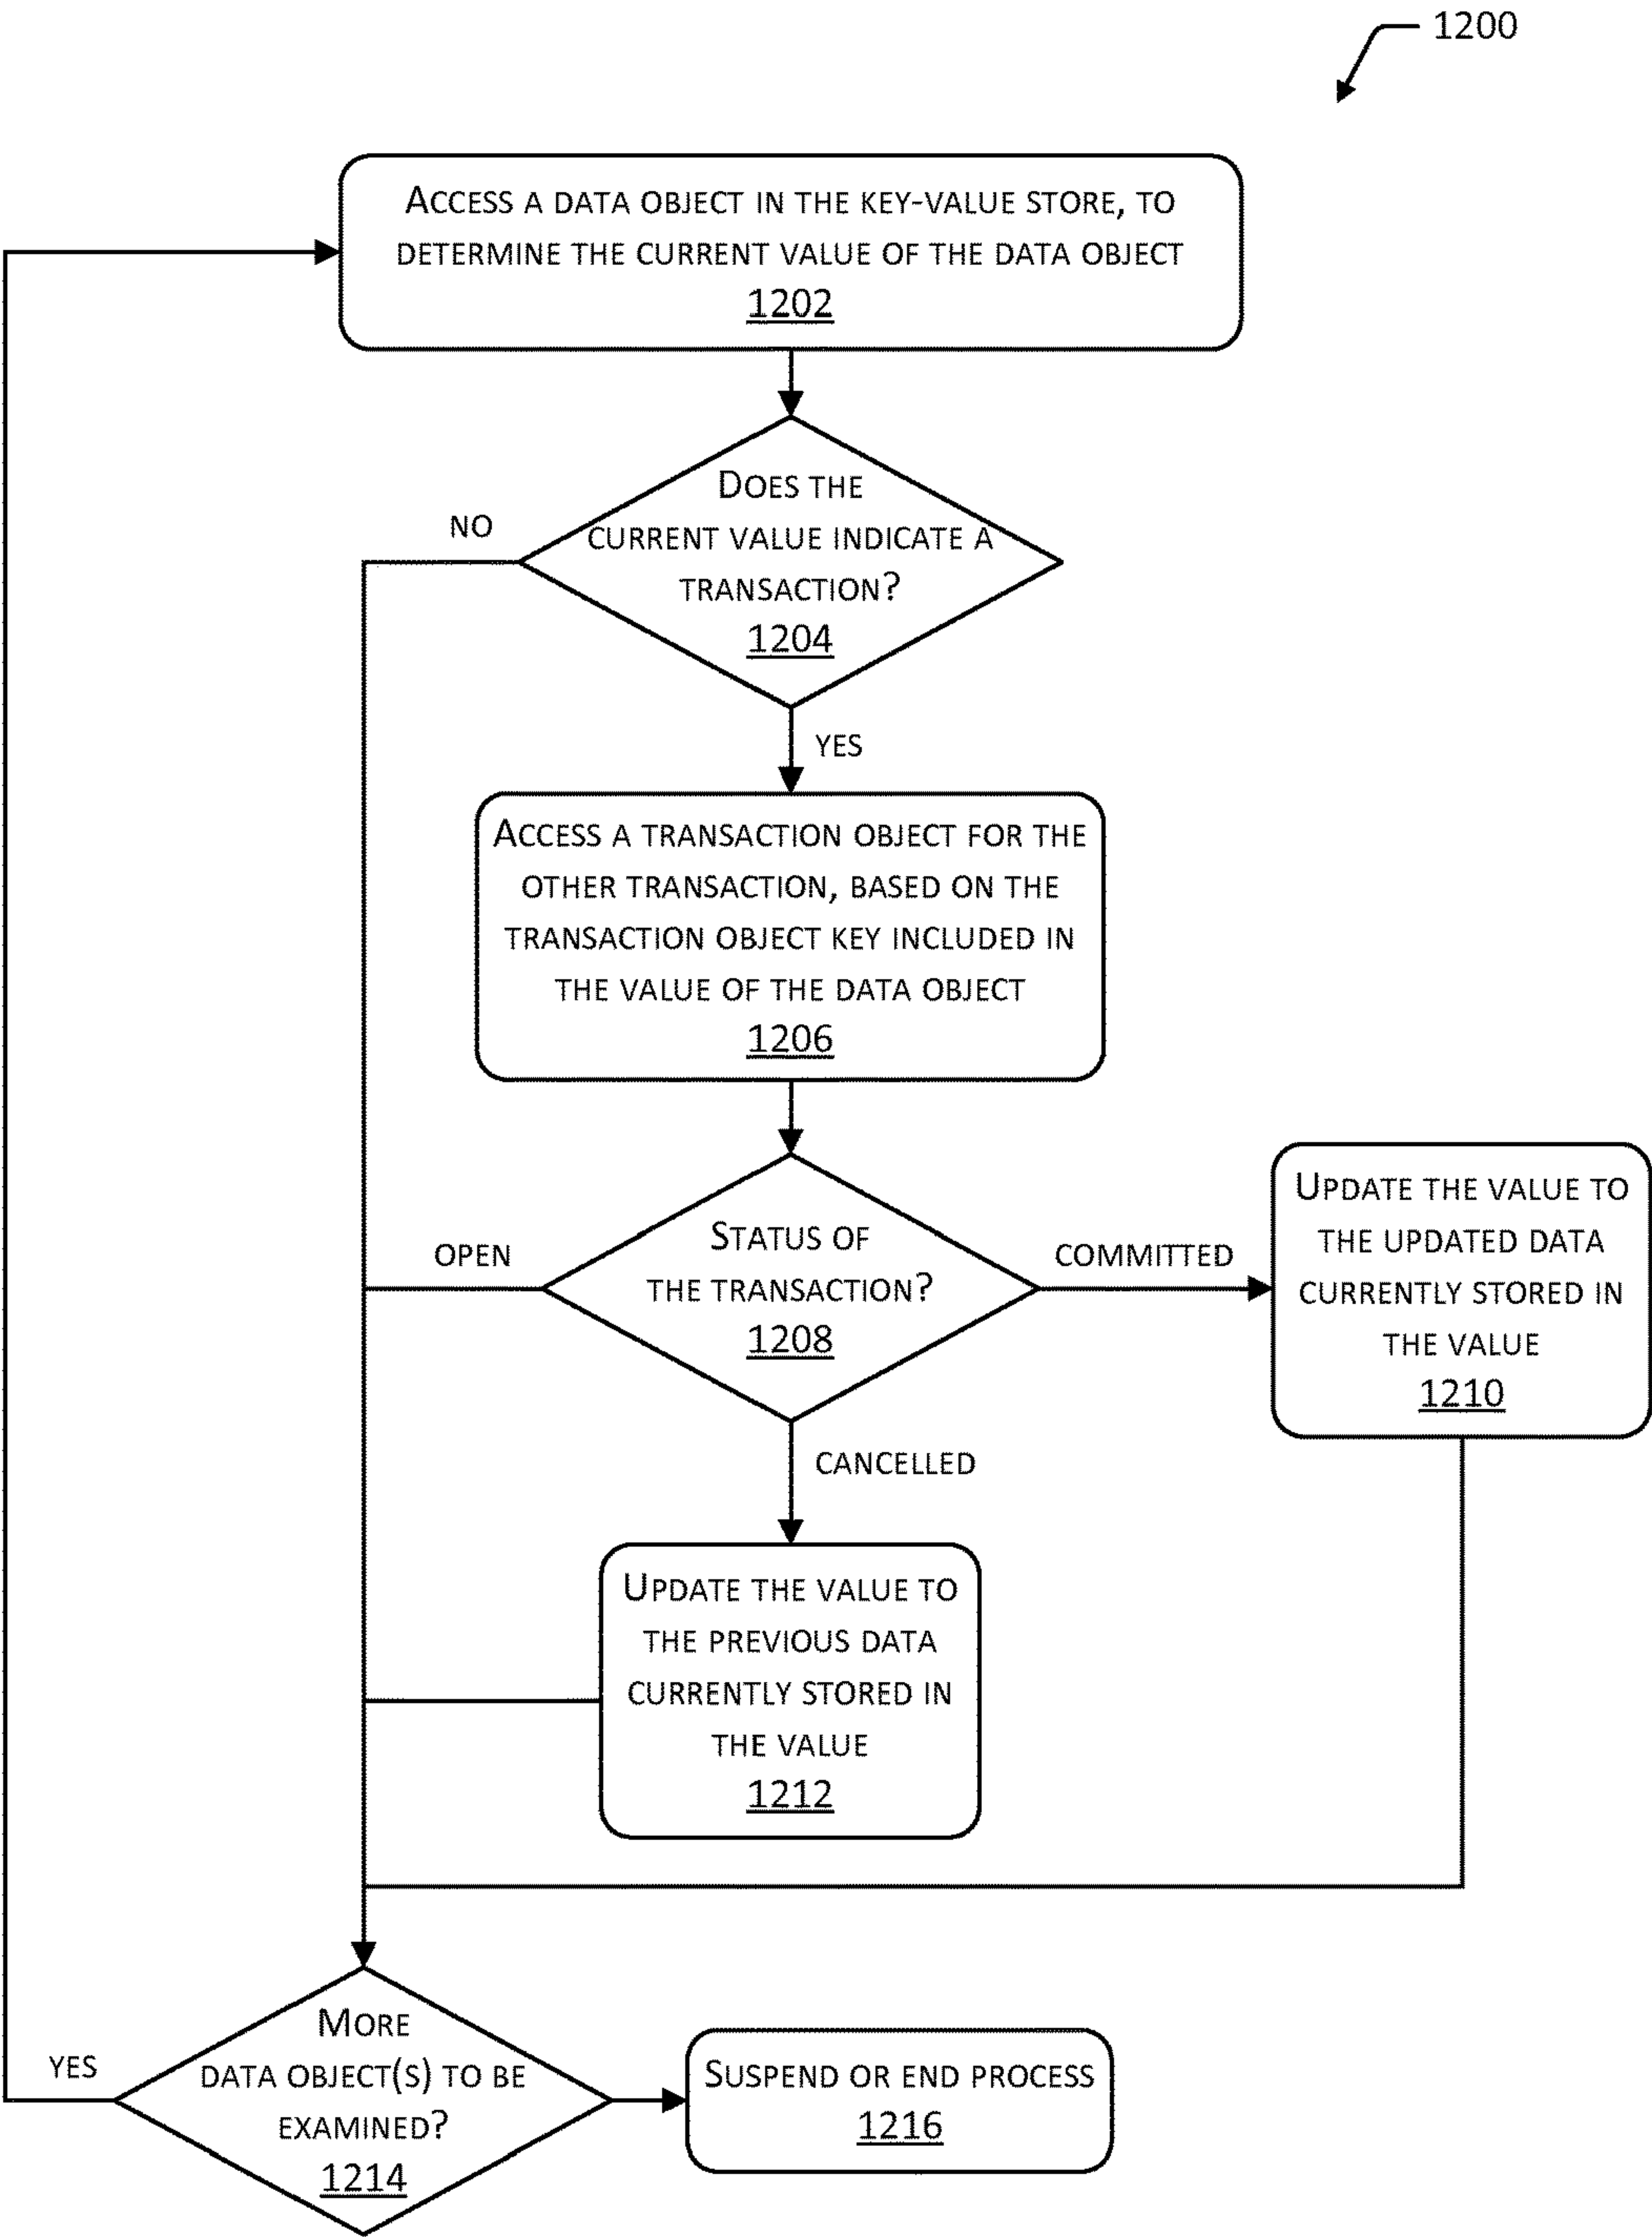 1200
ACCESS A DATA OBJECT IN THE KEY-VALUE STORE, TO
DETERMINE THE CURRENT VALUE OF THE DATA OBJECT
1202
DOES THE
CURRENT VALUE INDICATE A
TRANSACTION?
1204
NO
YES
ACCESS A TRANSACTION OBJECT FOR THE
OTHER TRANSACTION, BASED ON THE
TRANSACTION OBJECT KEY INCLUDED IN
THE VALUE OF THE DATA OBJECT
1206
STATUS OF
THE TRANSACTION?
1208
OPEN
COMMITTED
UPDATE THE VALUE TO
THE UPDATED DATA
CURRENTLY STORED IN
THE VALUE
1210
CANCELLED
UPDATE THE VALUE TO
THE PREVIOUS DATA
CURRENTLY STORED IN
THE VALUE
1212
MORE
DATA OBJECT(S) TO BE
EXAMINED?
1214
YES
SUSPEND OR END PROCESS
1216